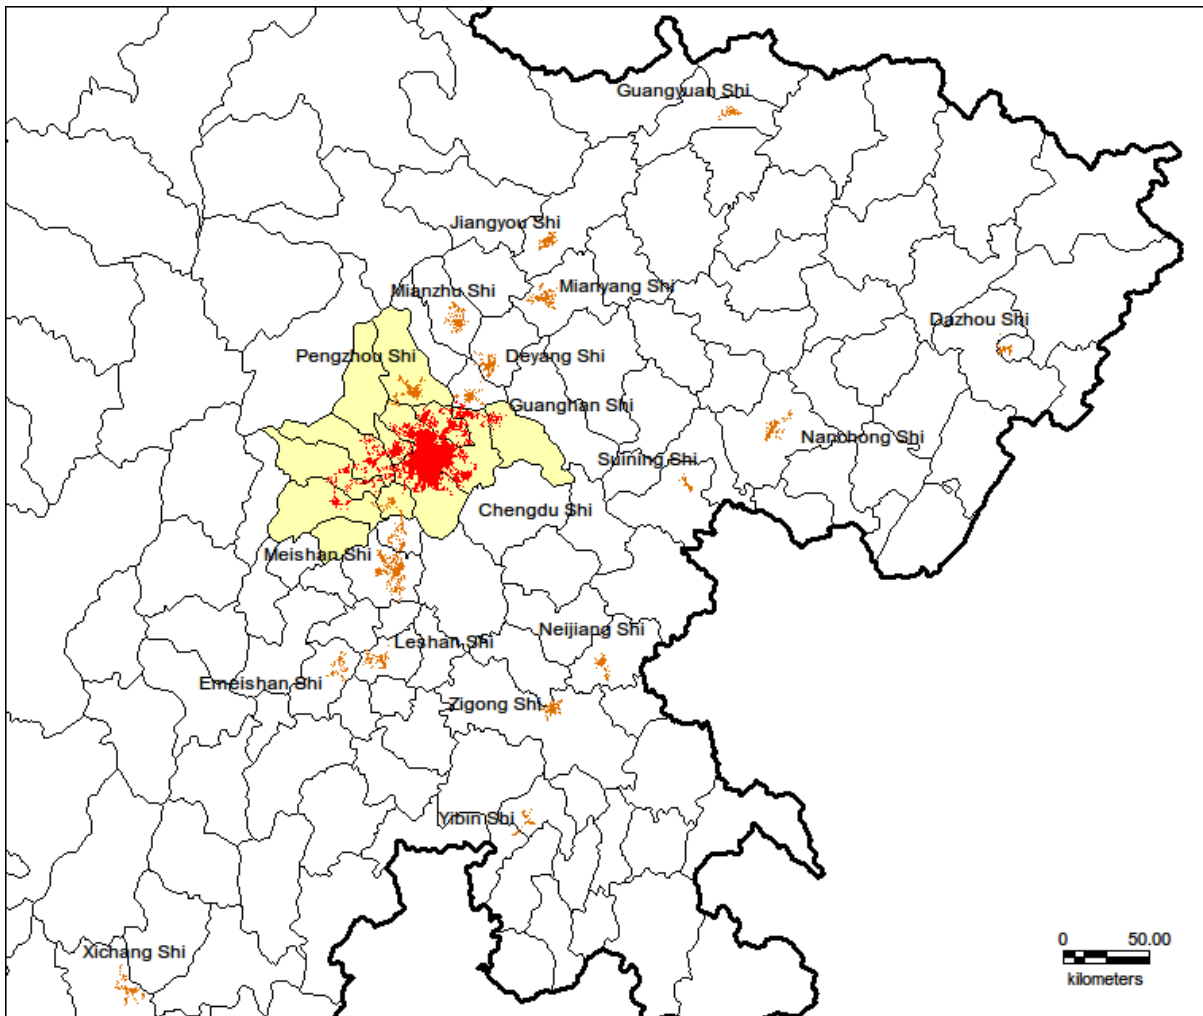 Guangyuan Shi
Jiangyou Shi
Mianzhu Shi
Mianyang Shi
Dazhou Shi
Pengzhou Shi
Deyang Shi
Guanghan Shi
Nanchong Shi
Suining Shi
Chengdu Shi
Meishan Shi
Neijiang Shi
Leshan Shi
Emeishan Shi
Zigong Shi
Yibin Shi
Xichang Shi
0 50.00
kilometers